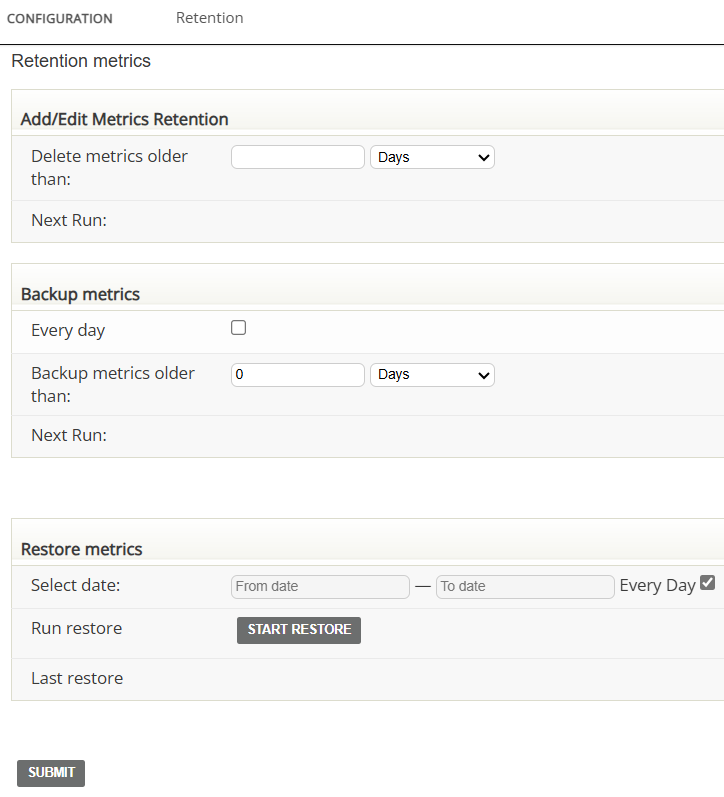 CONFIGURATION Retention
Retention metrics
Add/Edit Metrics Retention
Delete metrics older than: Days
Next Run:
Backup metrics
Every day
Backup metrics older than: 0 Days
Next Run:
Restore metrics
Select date: From date — To date Every Day
Run restore START RESTORE
Last restore
SUBMIT